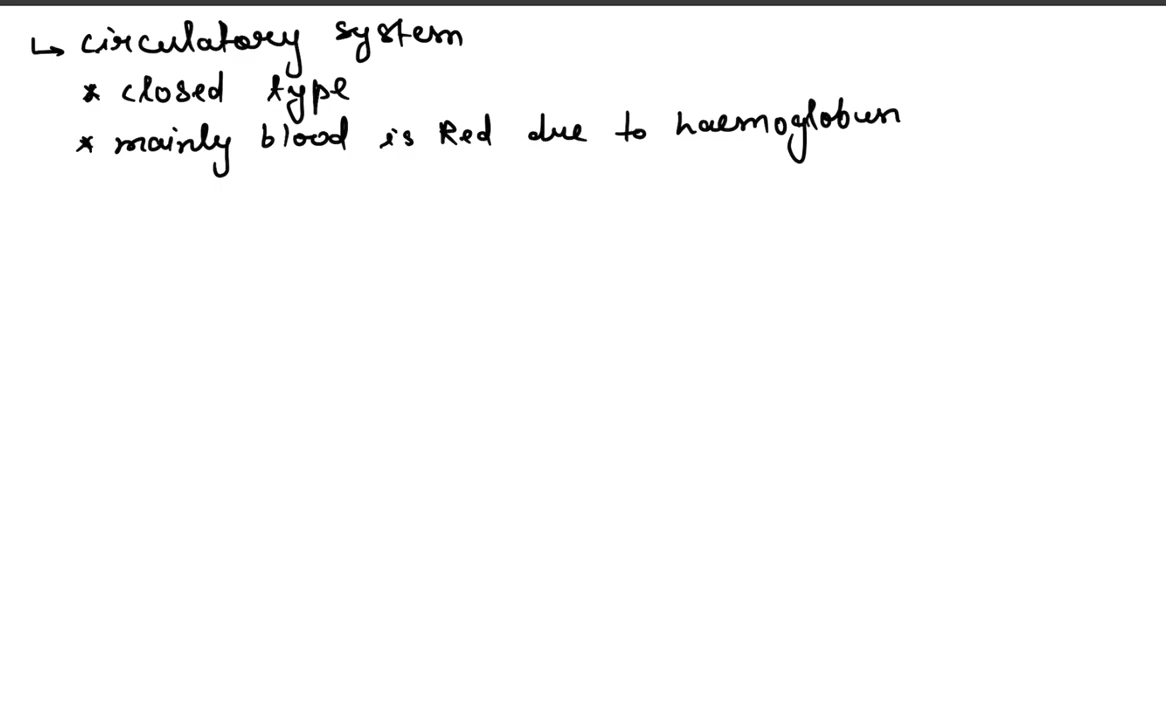 ↳ circulatory system
* closed type
* mainly blood is Red due to haemoglobin